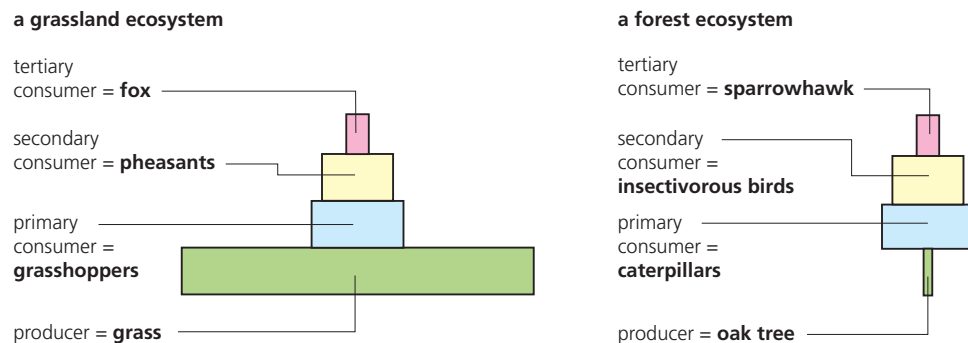 a grassland ecosystem
tertiary
consumer = fox
secondary
consumer = pheasants
primary
consumer =
grasshoppers
producer = grass
a forest ecosystem
tertiary
consumer = sparrowhawk
secondary
consumer =
insectivorous birds
primary
consumer =
caterpillars
producer = oak tree